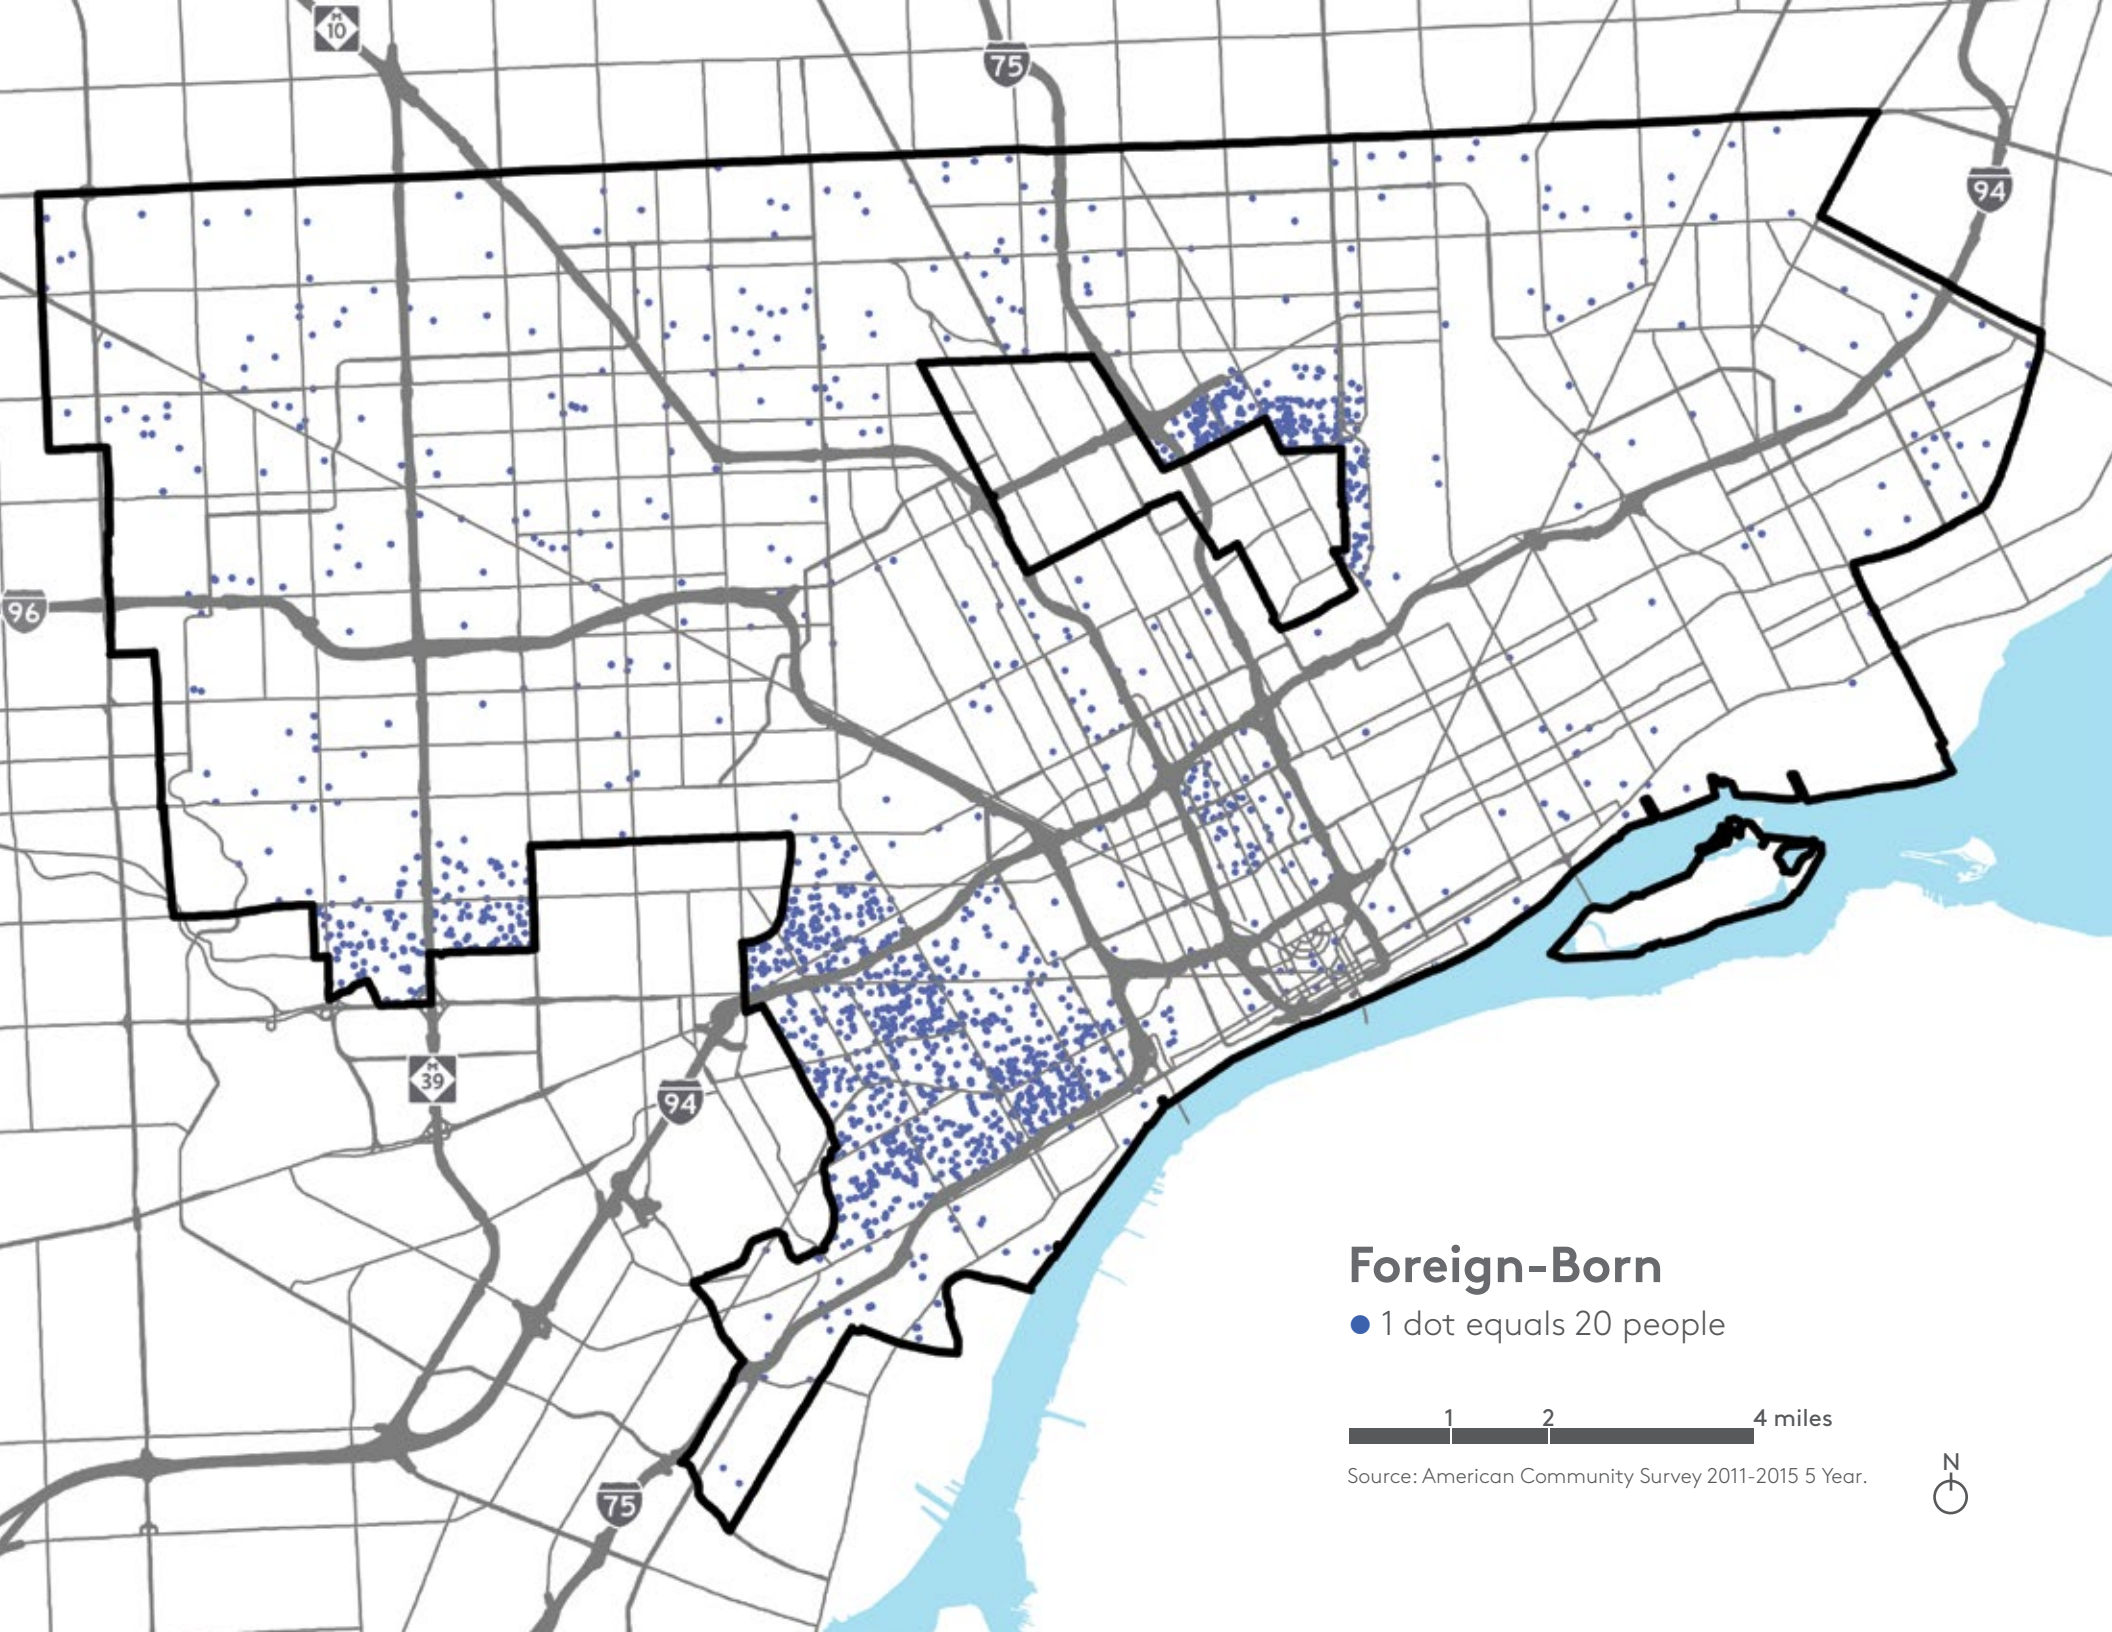 M
10
75
94
96
M
39
94
75
Foreign-Born
1 dot equals 20 people
1 2 4 miles
Source: American Community Survey 2011-2015 5 Year.
N